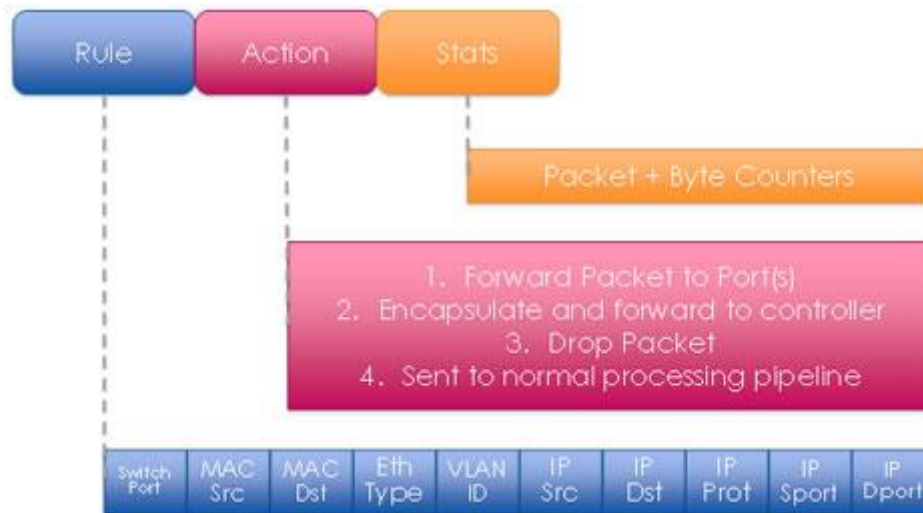 Rule Action Stats
Packet + Byte Counters
1. Forward Packet to Port(s)
2. Encapsulate and forward to controller
3. Drop Packet
4. Sent to normal processing pipeline
Switch Port
MAC Src
MAC Dst
Eth Type
VLAN ID
IP Src
IP Dst
IP Prot
IP Sport
IP Dport